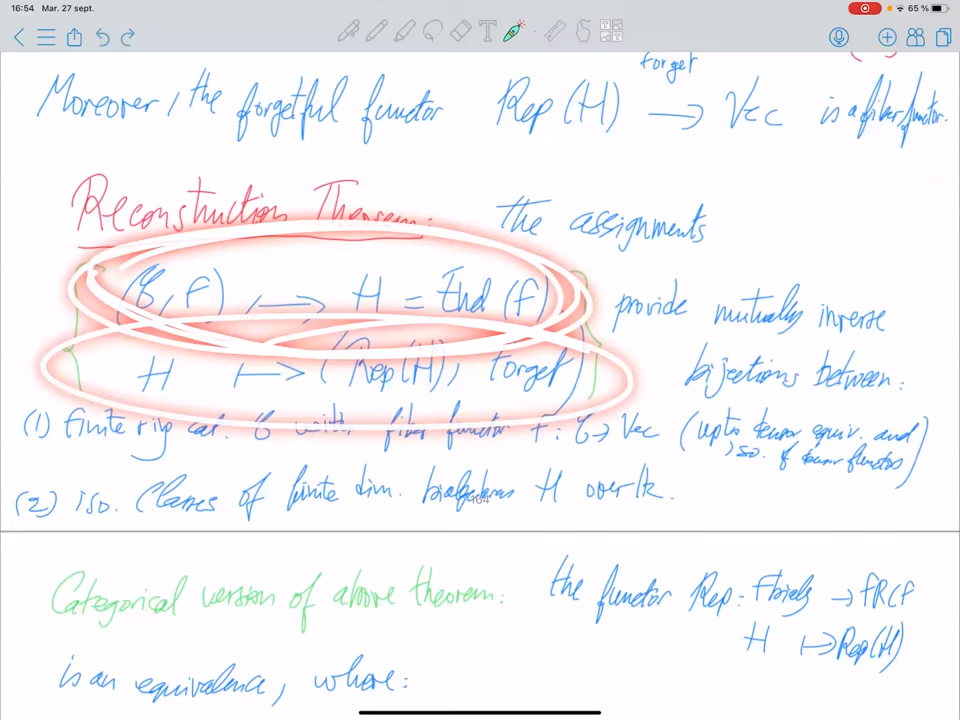 16:54 Mar. 27 sept. 65 %
forget
Moreover, the forgetful functor Rep(H) → Vec is a fiber functor.
Reconstruction Theorem: the assignments
(C, F) ⟼ H = End(F) provide mutually inverse
H ⟼ (Rep(H), Forget) bijections between:
(1) Finite ring cat. C with fiber functor F: C → Vec (up to tensor equiv. and
iso. of tensor functors)
(2) iso. Classes of finite dim. bialgebras H over k.
Categorical version of above theorem: the functor Rep: Fbialg → FRCF
H ⟼ Rep(H)
is an equivalence, where: